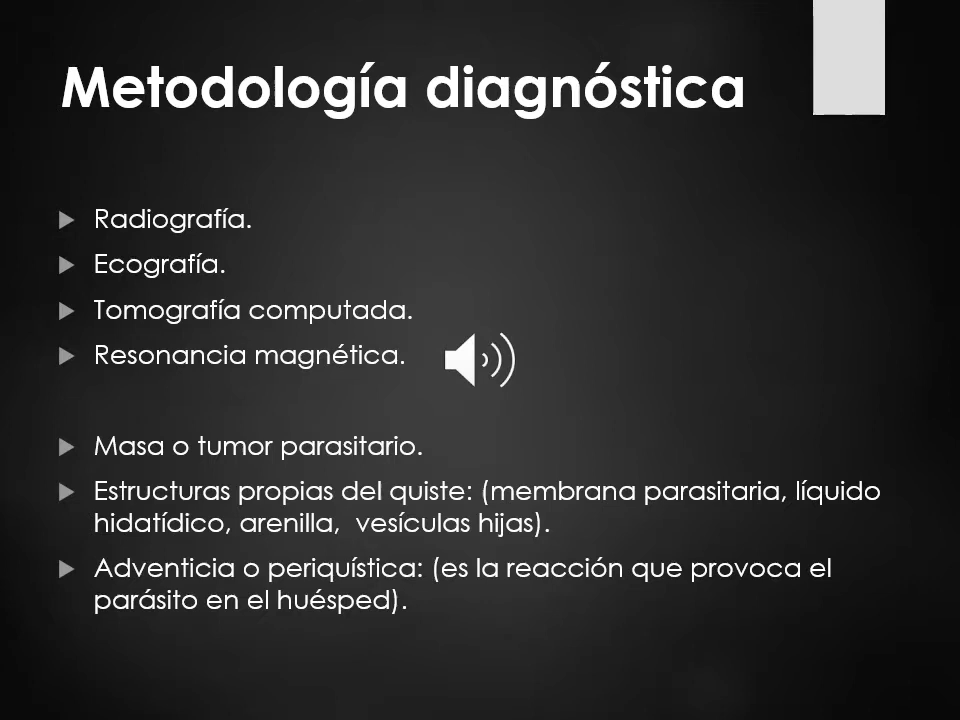 Metodología diagnóstica
Radiografía.
Ecografía.
Tomografía computada.
Resonancia magnética.
Masa o tumor parasitario.
Estructuras propias del quiste: (membrana parasitaria, líquido
hidatídico, arenilla, vesículas hijas).
Adventicia o periquística: (es la reacción que provoca el
parásito en el huésped).